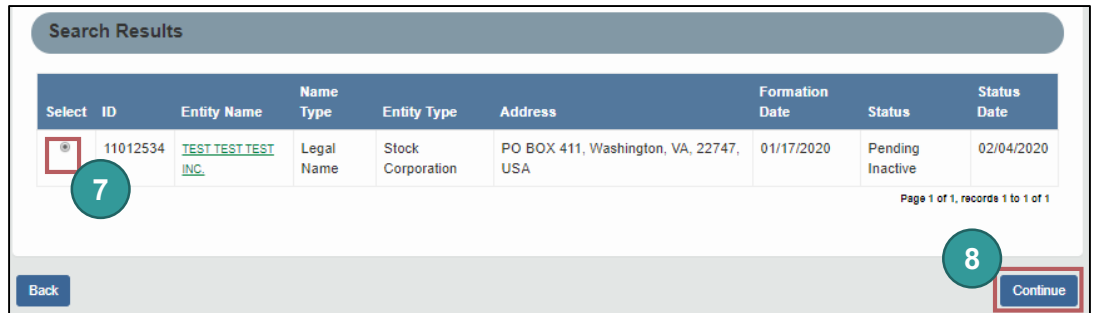 Search Results
Select ID Entity Name Name Type Entity Type Address Formation Date Status Status Date
11012534 TEST TEST TEST Legal Stock PO BOX 411, Washington, VA, 22747, 01/17/2020 Pending 02/04/2020
INC. Name Corporation USA Inactive
7
Page 1 of 1, records 1 to 1 of 1
8
Back Continue